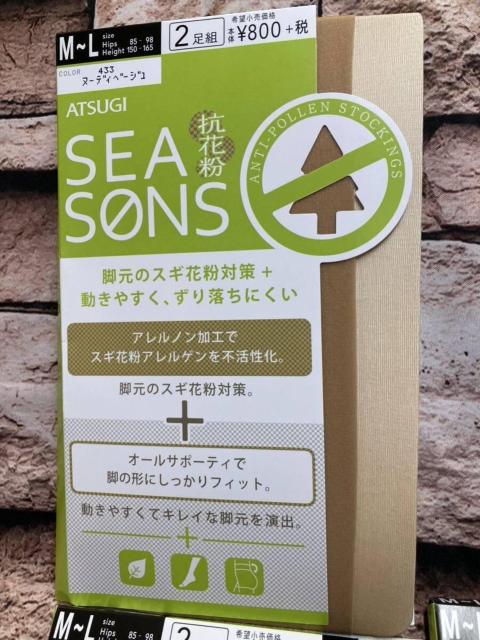 M~L
size
Hips 85-98
Height 150-165
2足組
希望小売価格
本体 ¥800+税
COLOR 433
ヌーディベージュ
ATSUGI
SEA
SONS
抗花粉
ANTI-POLLEN STOCKINGS
脚元のスギ花粉対策+
動きやすく、ずり落ちにくい
アレルノン加工で
スギ花粉アレルゲンを不活性化。
脚元のスギ花粉対策。
+
オールサポーティで
脚の形にしっかりフィット。
動きやすくてキレイな脚元を演出。
+
M~L
size
Hips 85-98
2
希望小売価格
M